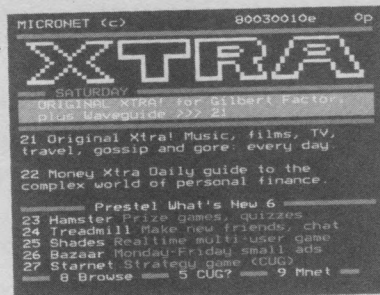 MICRONET (c) 80030010e 0p
XTRA
SATURDAY
ORIGINAL XTRA! for Gilbert Factor,
plus Waveguide >>> 21
21 Original Xtra! Music, films, TV,
travel, gossip and gore: every day
22 Money Xtra Daily guide to the
complex world of personal finance.
Prestel What's New 6
23 Hamster Prize games, quizzes
24 Treadmill Make new friends, chat
25 Shades Realtime multi-user game
26 Bazaar Monday-Friday small ads
27 Starnet Strategy game (CUG)
8 Browse 5 CUG? 9 Mnet